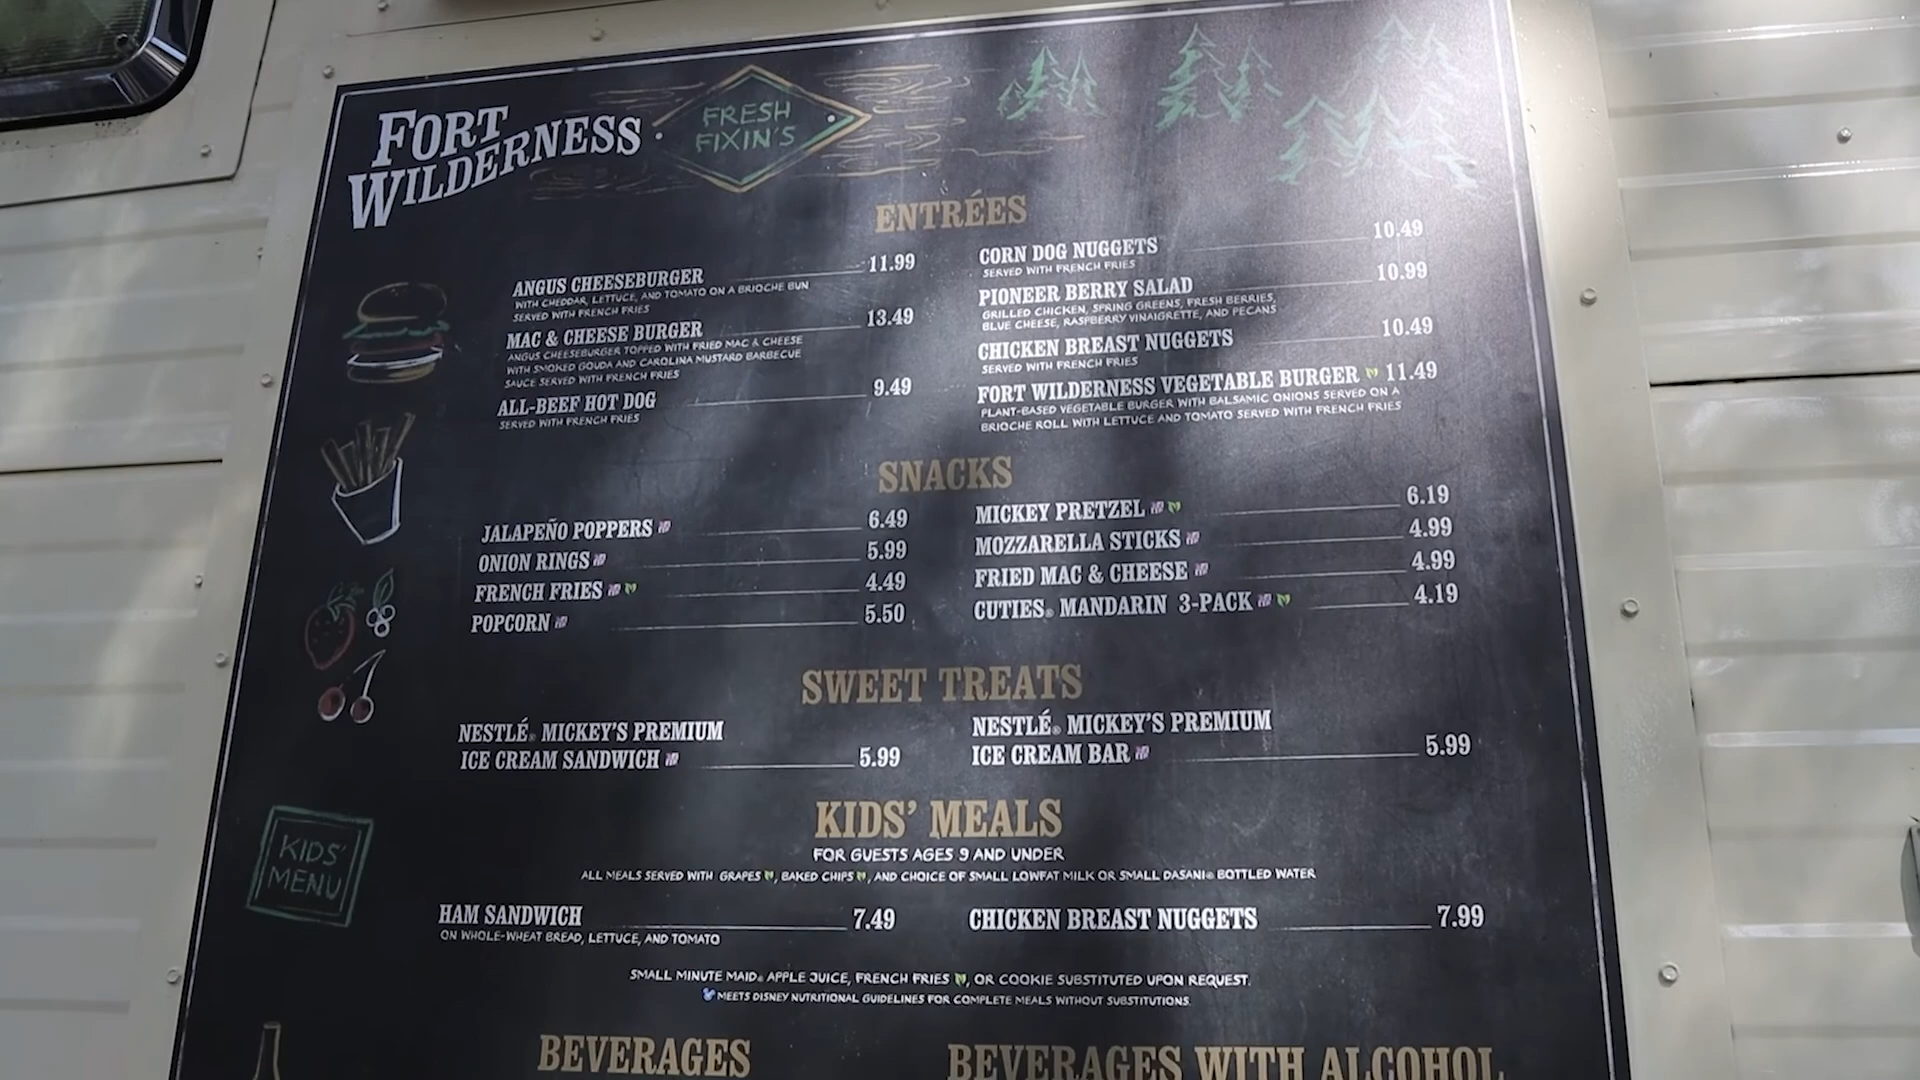 FORT
WILDERNESS
FRESH
FIXIN'S
ENTRÉES
ANGUS CHEESEBURGER 11.99
WITH CHEDDAR, LETTUCE, AND TOMATO ON A BRIOCHE BUN
SERVED WITH FRENCH FRIES
MAC & CHEESE BURGER 13.49
ANGUS CHEESEBURGER TOPPED WITH FRIED MAC & CHEESE
WITH SMOKED GOUDA AND CAROLINA MUSTARD BARBECUE
SAUCE SERVED WITH FRENCH FRIES
ALL-BEEF HOT DOG 9.49
SERVED WITH FRENCH FRIES
CORN DOG NUGGETS 10.49
SERVED WITH FRENCH FRIES
PIONEER BERRY SALAD 10.99
GRILLED CHICKEN, SPRING GREENS, FRESH BERRIES,
BLUE CHEESE, RASPBERRY VINAIGRETTE, AND PECANS
CHICKEN BREAST NUGGETS 10.49
SERVED WITH FRENCH FRIES
FORT WILDERNESS VEGETABLE BURGER 11.49
PLANT-BASED VEGETABLE BURGER WITH BALSAMIC ONIONS SERVED ON A
BRIOCHE ROLL WITH LETTUCE AND TOMATO SERVED WITH FRENCH FRIES
SNACKS
JALAPEÑO POPPERS 6.49
ONION RINGS 5.99
FRENCH FRIES 4.49
POPCORN 5.50
MICKEY PRETZEL 6.19
MOZZARELLA STICKS 4.99
FRIED MAC & CHEESE 4.99
CUTIES® MANDARIN 3-PACK 4.19
SWEET TREATS
NESTLÉ® MICKEY'S PREMIUM
ICE CREAM SANDWICH 5.99
NESTLÉ® MICKEY'S PREMIUM
ICE CREAM BAR 5.99
KIDS' MEALS
FOR GUESTS AGES 9 AND UNDER
ALL MEALS SERVED WITH GRAPES, BAKED CHIPS, AND CHOICE OF SMALL LOWFAT MILK OR SMALL DASANI® BOTTLED WATER
KIDS'
MENU
HAM SANDWICH 7.49
ON WHOLE-WHEAT BREAD, LETTUCE, AND TOMATO
CHICKEN BREAST NUGGETS 7.99
SMALL MINUTE MAID® APPLE JUICE, FRENCH FRIES, OR COOKIE SUBSTITUTED UPON REQUEST.
MEETS DISNEY NUTRITIONAL GUIDELINES FOR COMPLETE MEALS WITHOUT SUBSTITUTIONS.
BEVERAGES
BEVERAGES WITH ALCOHOL